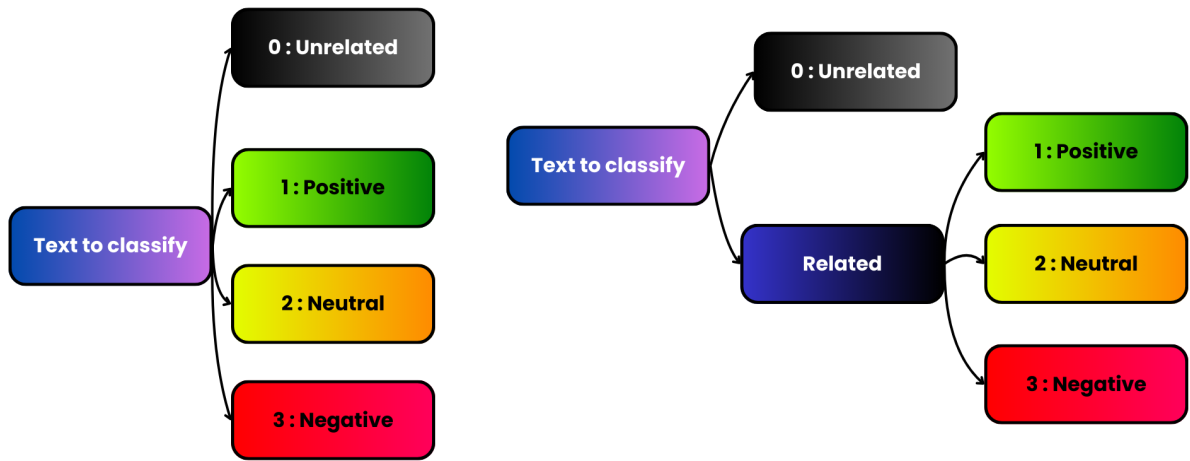 0 : Unrelated
1 : Positive
Text to classify
2 : Neutral
3 : Negative
0 : Unrelated
Text to classify
1 : Positive
Related
2 : Neutral
3 : Negative